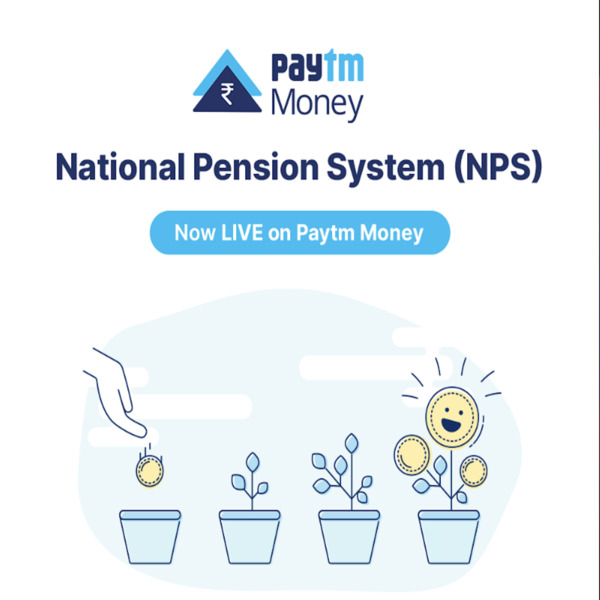 ₹
paytm
Money
National Pension System (NPS)
Now LIVE on Paytm Money